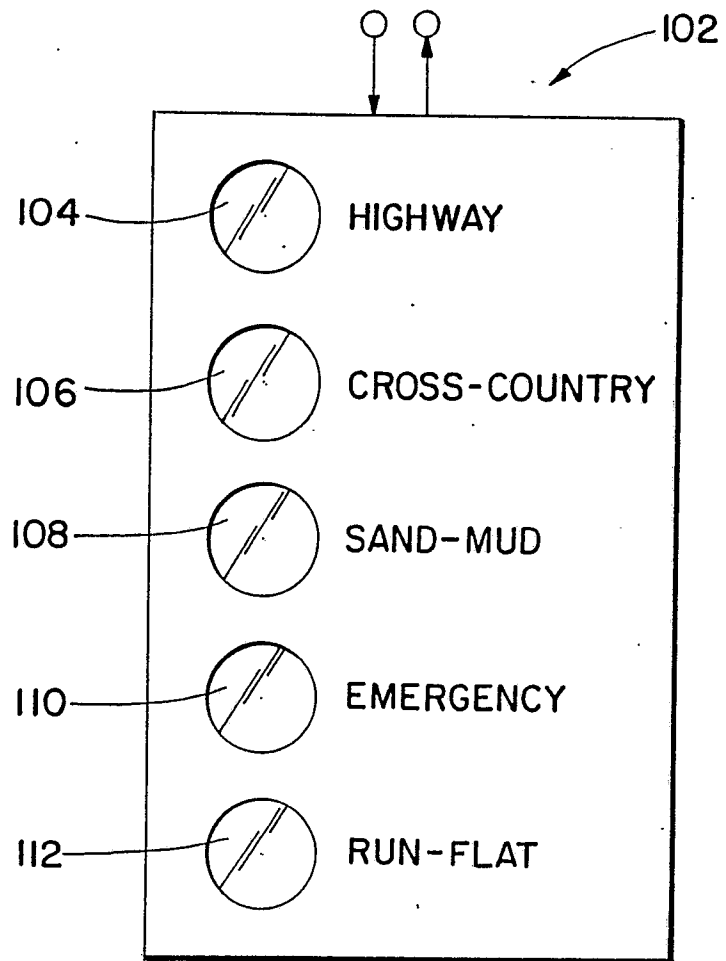 102
104 HIGHWAY
106 CROSS-COUNTRY
108 SAND-MUD
110 EMERGENCY
112 RUN-FLAT